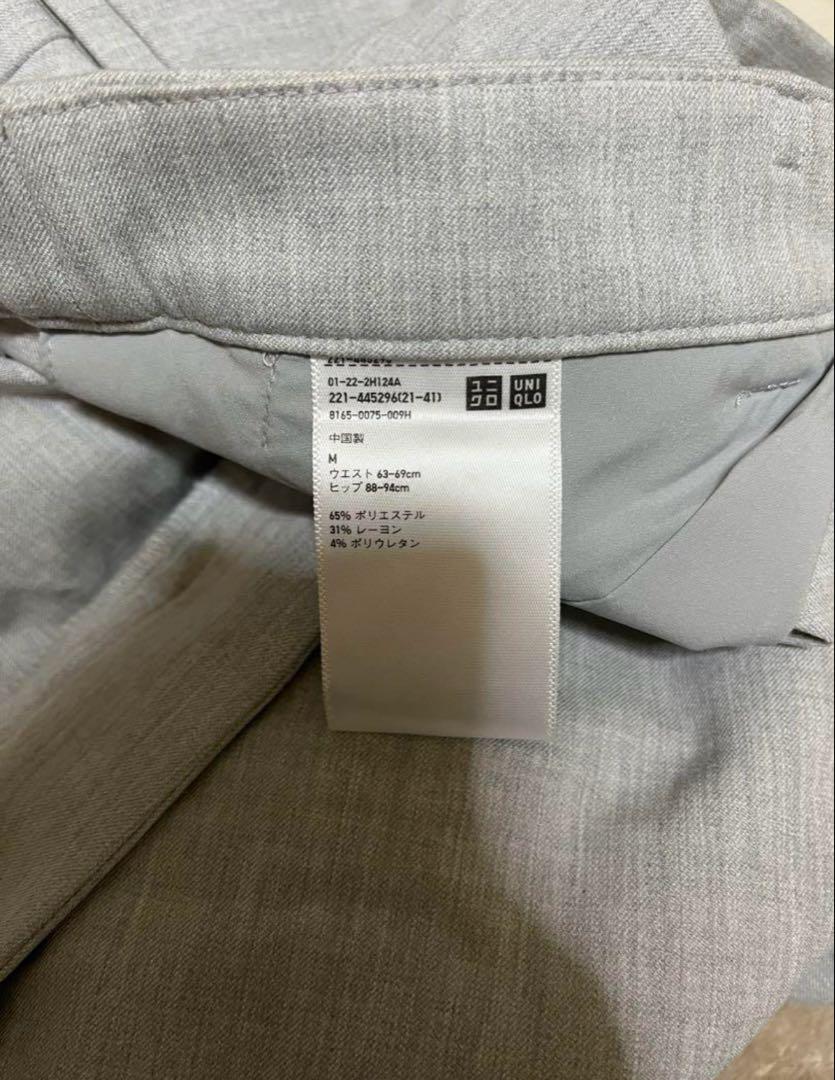 01-22-2H124A
221-445296(21-41)
8165-0075-009H
ユニ
クロ
UNI
QLO
中国製
M
ウエスト 63-69cm
ヒップ 88-94cm
65% ポリエステル
31% レーヨン
4% ポリウレタン